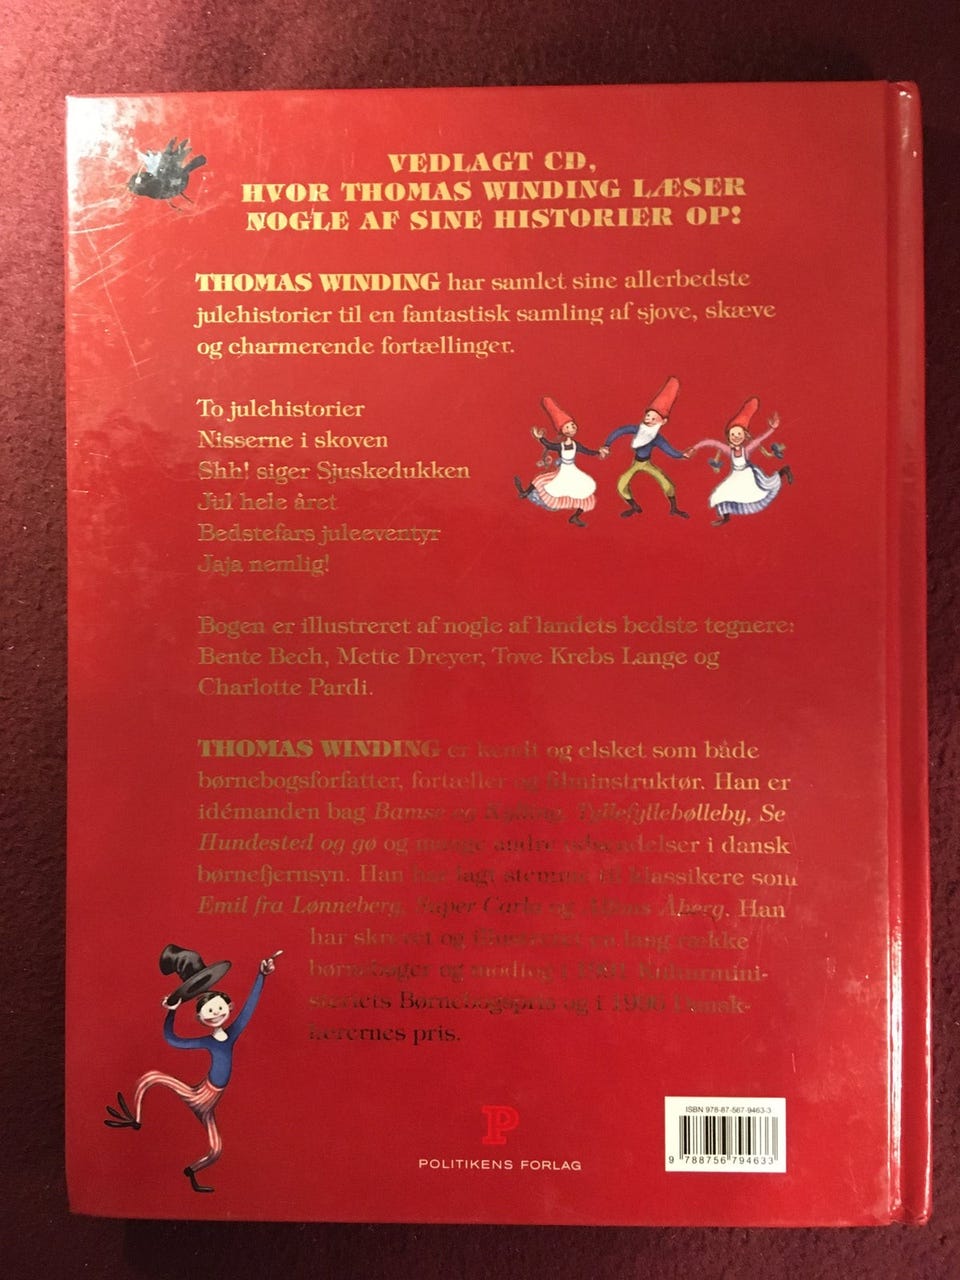 VEDLAGT CD,
HVOR THOMAS WINDING LÆSER
NOGLE AF SINE HISTORIER OP!
THOMAS WINDING har samlet sine allerbedste
julehistorier til en fantastisk samling af sjove, skæve
og charmerende fortællinger.
To julehistorier
Nisserne i skoven
Shh! siger Sjuskedukken
Jul hele året
Bedstefars juleeventyr
Jaja nemlig!
Bogen er illustreret af nogle af landets bedste tegnere:
Bente Bech, Mette Dreyer, Tove Krebs Lange og
Charlotte Pardi.
THOMAS WINDING er kendt og elsket som både
børnebogsforfatter, fortæller og filminstruktør. Han er
idémanden bag Bamse og Kylling, Tyllefyllebølleby, Se
Hundested og gø og mange andre udsendelser i dansk
børnefjernsyn. Han har lagt stemme til klassikere som
Emil fra Lønneberg, Super Carla og Alfons Åberg. Han
har skrevet og illustreret en lang række
børnebøger og modtog i Kulturmini-
steriets Børnebogspris og i 1996 Dansk-
lærernes pris.
P
POLITIKENS FORLAG
ISBN 978-87-567-9463-3
9 788756 794633